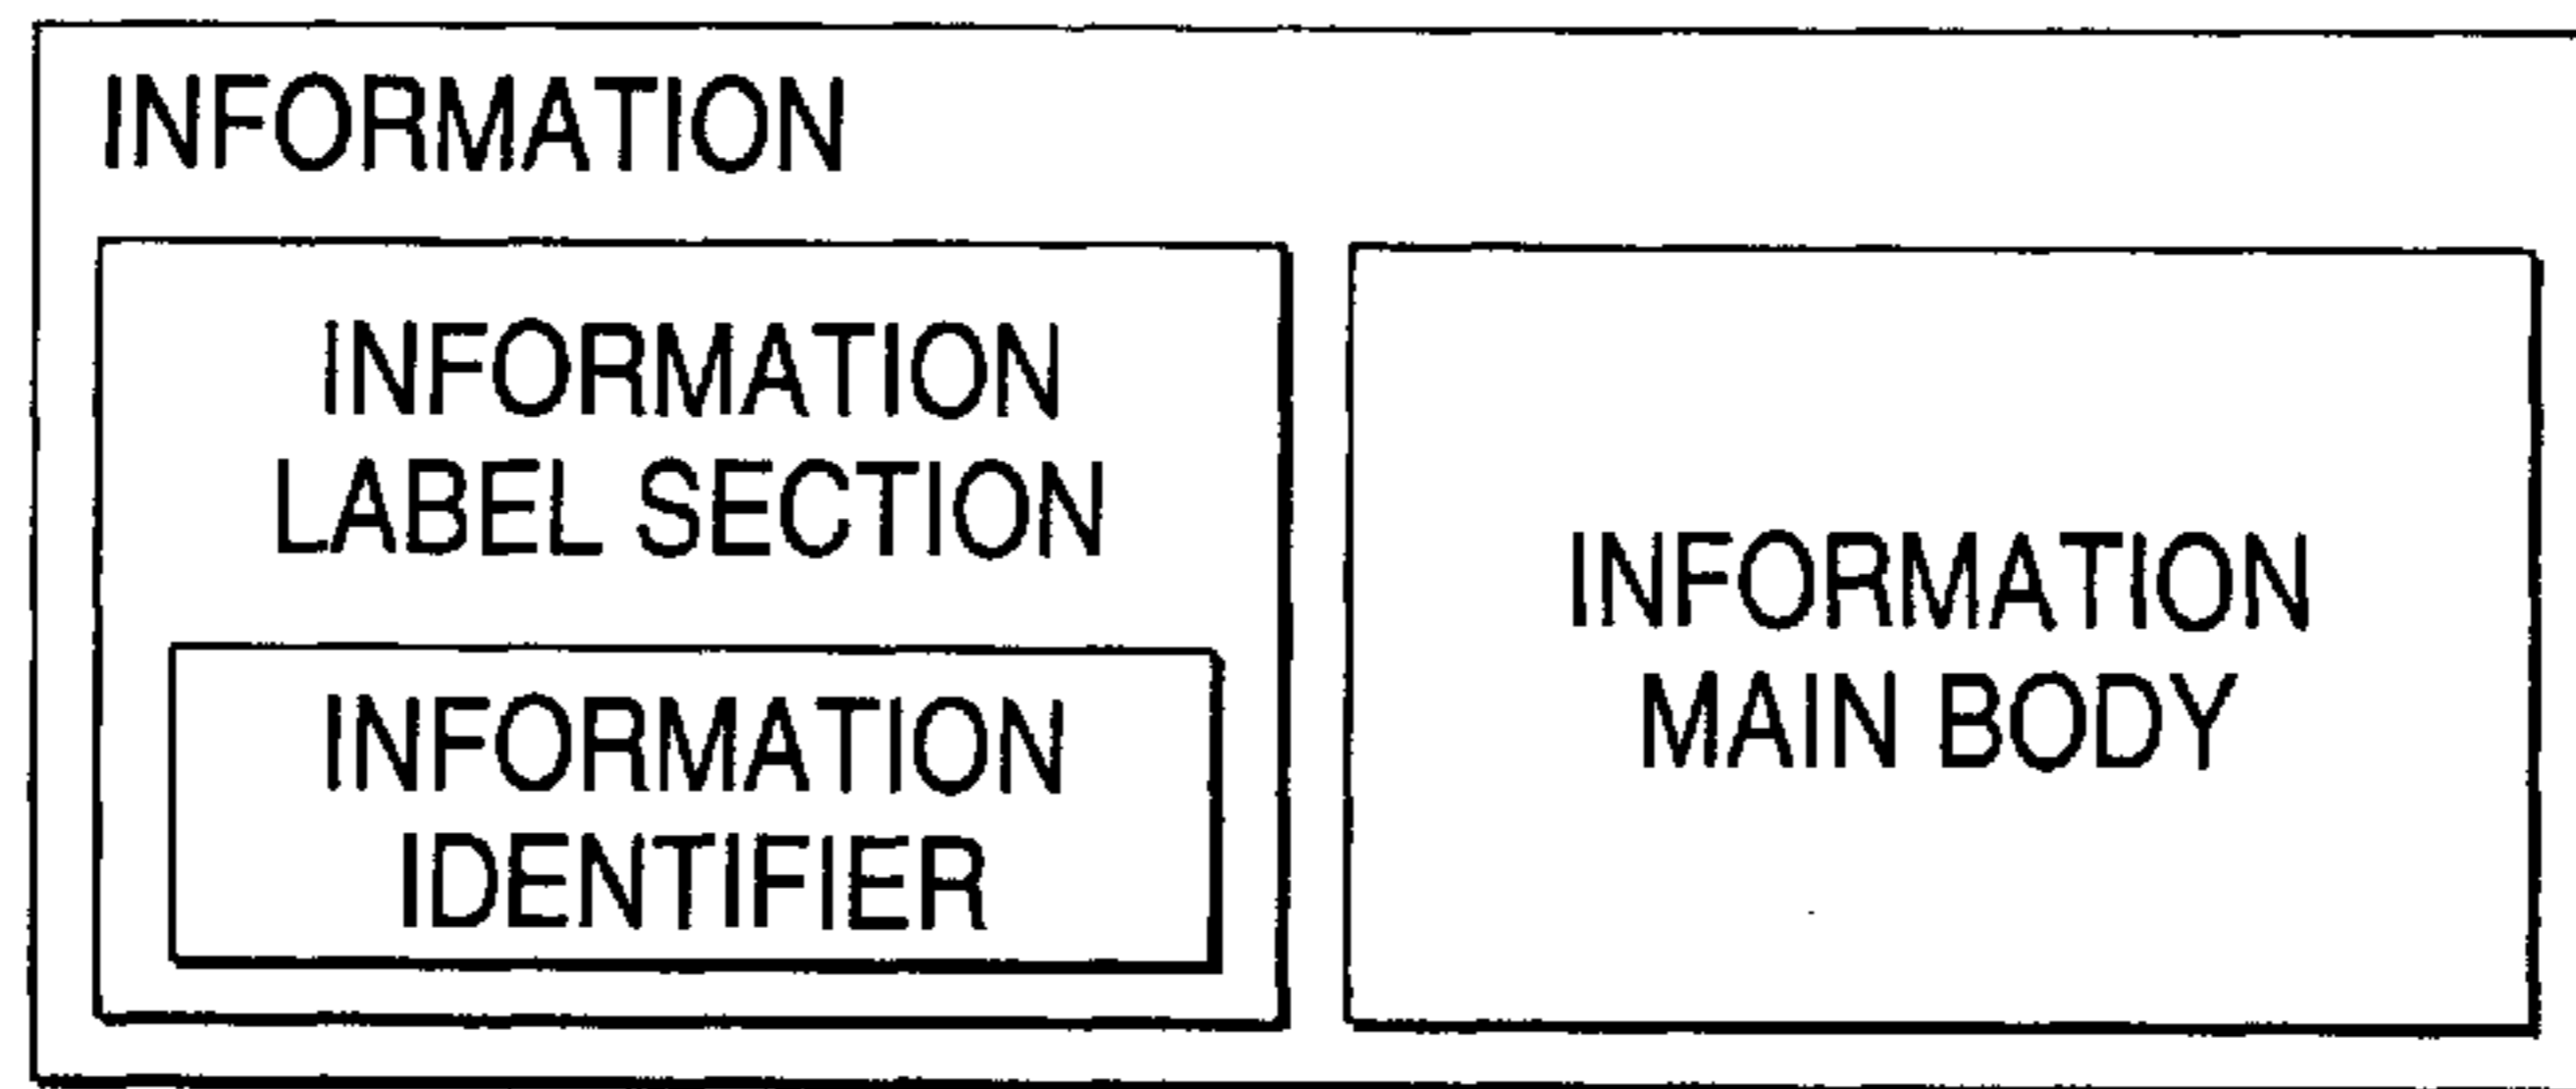 INFORMATION
INFORMATION
LABEL SECTION
INFORMATION
IDENTIFIER
INFORMATION
MAIN BODY